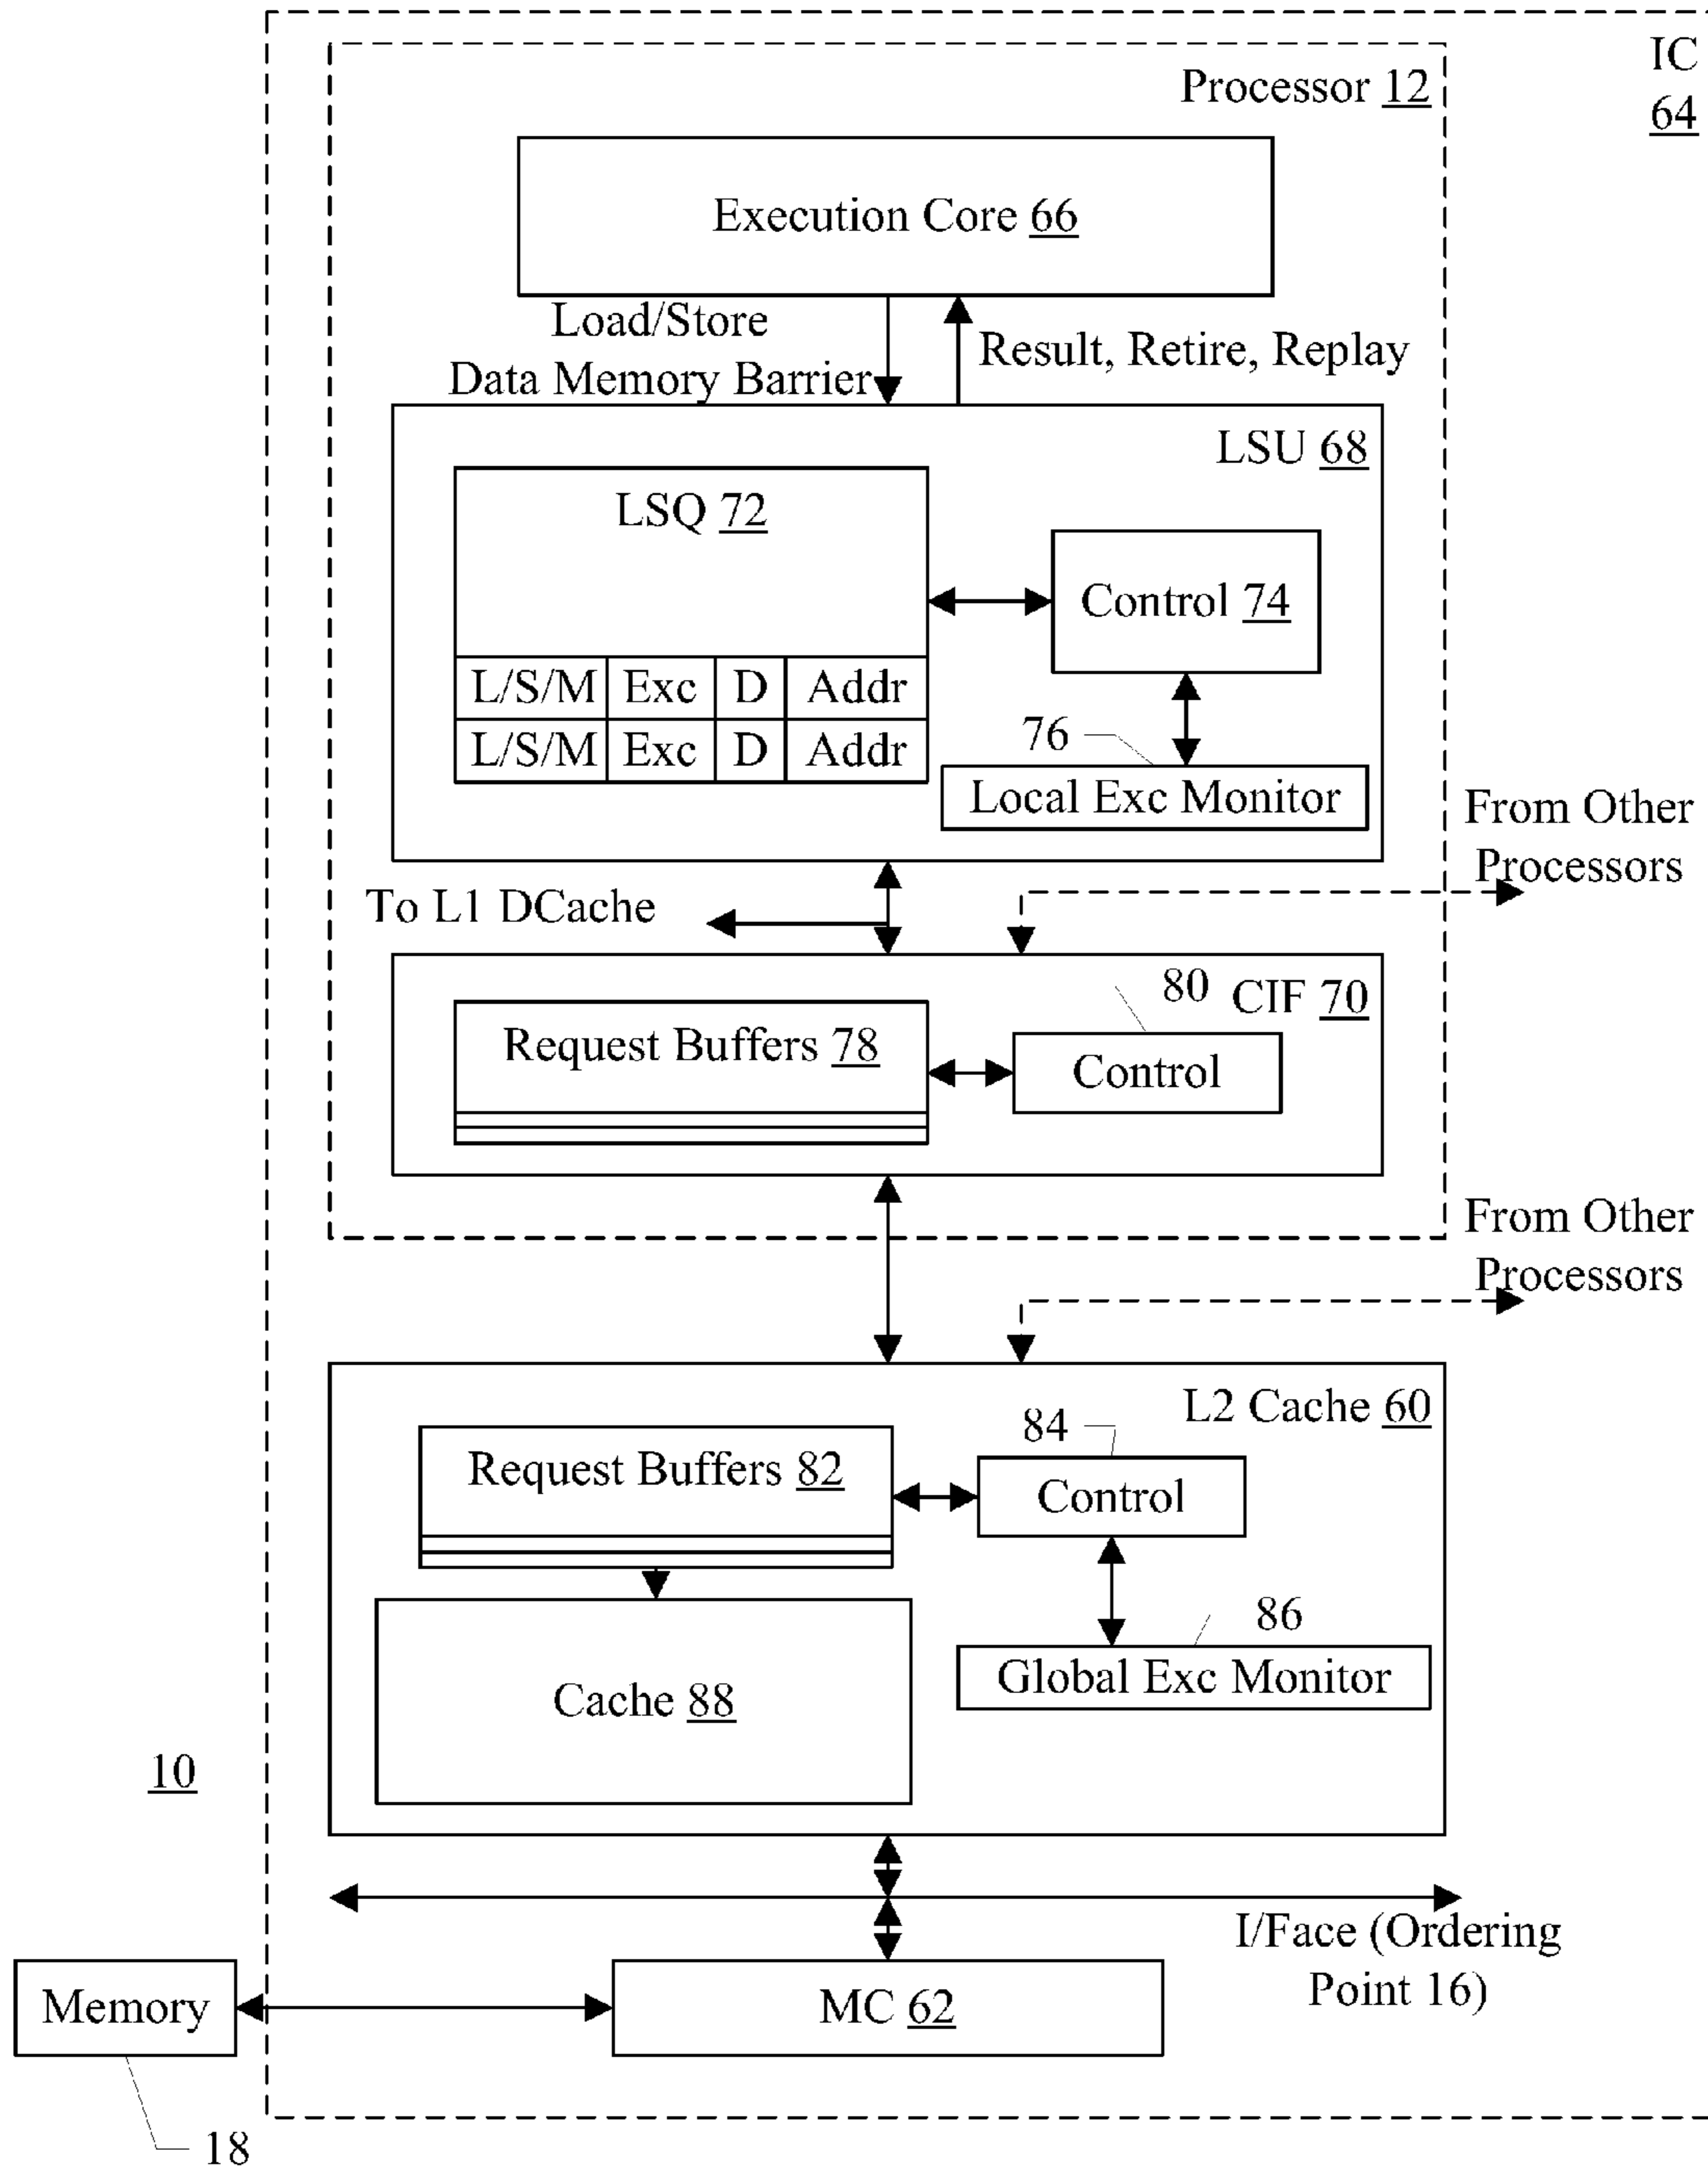 IC
64
Processor 12
Execution Core 66
Load/Store
Data Memory Barrier
Result, Retire, Replay
LSU 68
LSQ 72
Control 74
L/S/M Exc D Addr
L/S/M Exc D Addr
76
Local Exc Monitor
From Other
Processors
To L1 DCache
80
CIF 70
Request Buffers 78
Control
From Other
Processors
L2 Cache 60
84
Request Buffers 82
Control
86
Global Exc Monitor
Cache 88
10
I/Face (Ordering
Point 16)
Memory
MC 62
18